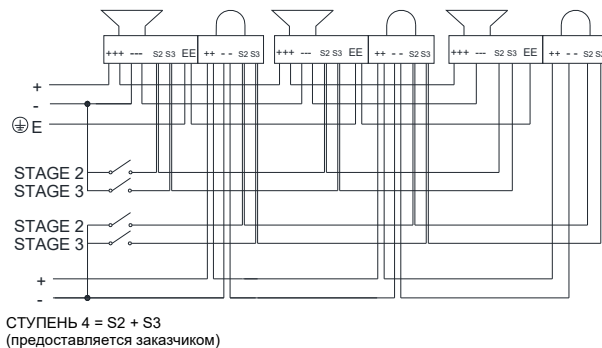 +++ --- S2 S3 EE ++ -- S2 S3 +++ --- S2 S3 EE ++ -- S2 S3 +++ --- S2 S3 EE ++ -- S2 S3
+
-
E
STAGE 2
STAGE 3
STAGE 2
STAGE 3
+
-
СТУПЕНЬ 4 = S2 + S3
(предоставляется заказчиком)